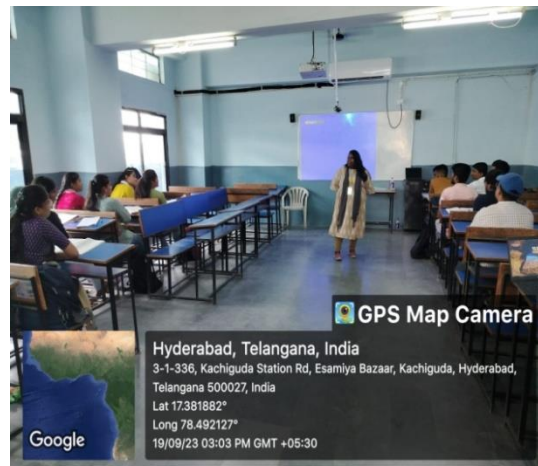 GPS Map Camera
Hyderabad, Telangana, India
3-1-336, Kachiguda Station Rd, Esamiya Bazaar, Kachiguda, Hyderabad,
Telangana 500027, India
Lat 17.381882°
Long 78.492127°
19/09/23 03:03 PM GMT +05:30
Google